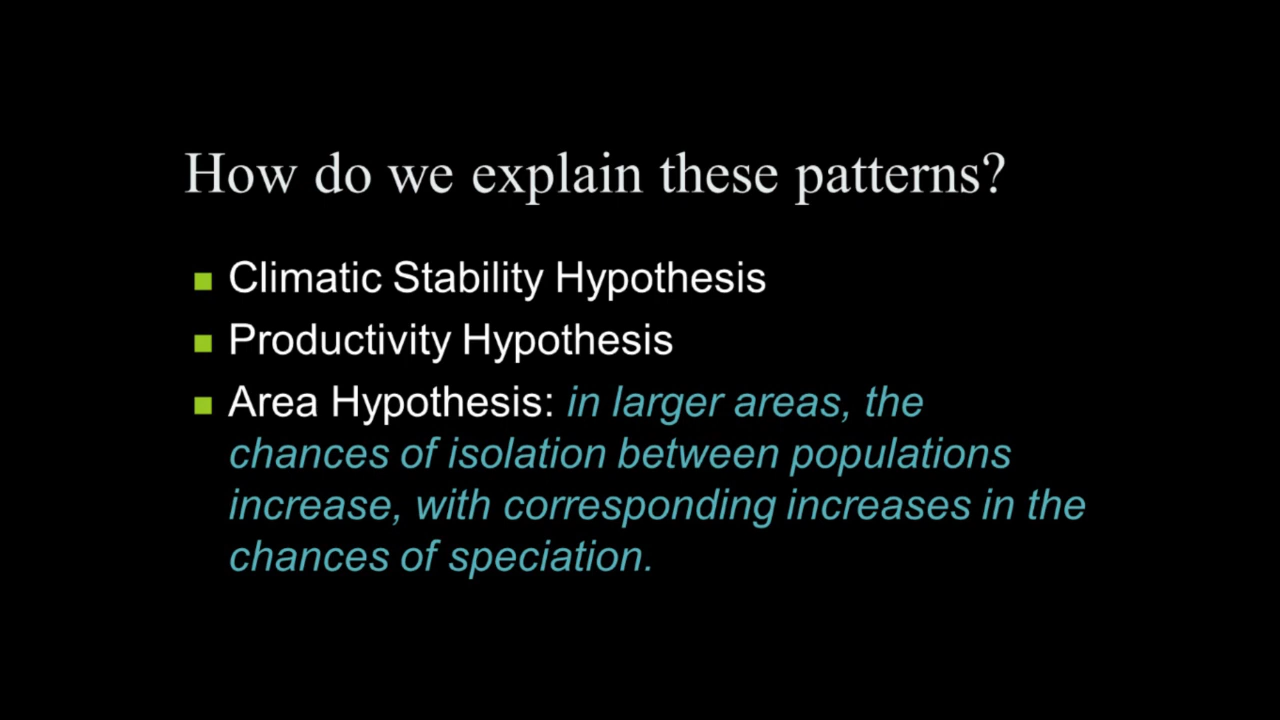 How do we explain these patterns?
Climatic Stability Hypothesis
Productivity Hypothesis
Area Hypothesis: in larger areas, the
chances of isolation between populations
increase, with corresponding increases in the
chances of speciation.